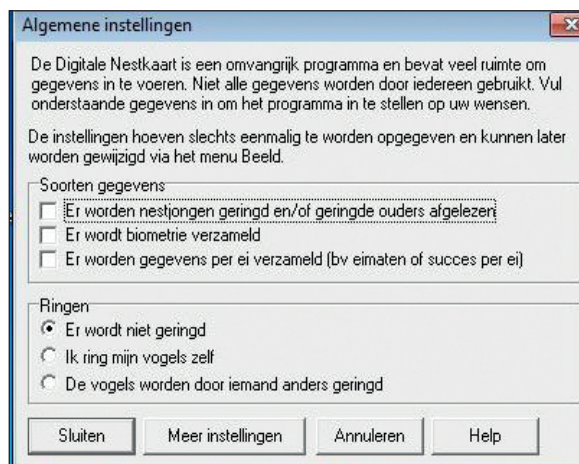 Algemene instellingen
De Digitale Nestkaart is een omvangrijk programma en bevat veel ruimte om
gegevens in te voeren. Niet alle gegevens worden door iedereen gebruikt. Vul
onderstaande gegevens in om het programma in te stellen op uw wensen.
De instellingen hoeven slechts eenmalig te worden opgegeven en kunnen later
worden gewijzigd via het menu Beeld.
Soorten gegevens
Er worden nestjongen geringd en/of geringde ouders afgelezen
Er wordt biometrie verzameld
Er worden gegevens per ei verzameld (bv eimaten of succes per ei)
Ringen
Er wordt niet geringd
Ik ring mijn vogels zelf
De vogels worden door iemand anders geringd
Sluiten
Meer instellingen
Annuleren
Help